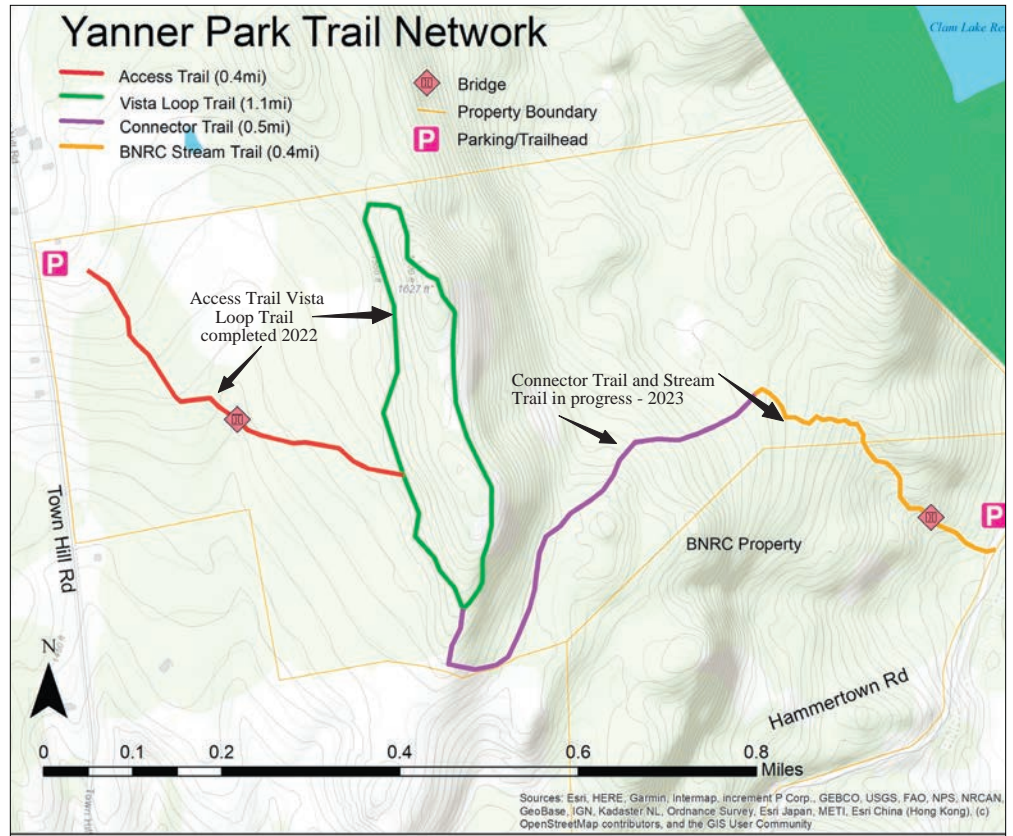 Yanner Park Trail Network
Clam Lake Res
Access Trail (0.4mi)
Vista Loop Trail (1.1mi)
Connector Trail (0.5mi)
BNRC Stream Trail (0.4mi)
Bridge
Property Boundary
P Parking/Trailhead
P
1627 ft
Access Trail Vista
Loop Trail
completed 2022
Connector Trail and Stream
Trail in progress - 2023
P
BNRC Property
Town Hill Rd
Hammertown Rd
N
0 0.1 0.2 0.4 0.6 0.8
Miles
Sources: Esri, HERE, Garmin, Intermap, increment P Corp., GEBCO, USGS, FAO, NPS, NRCAN,
GeoBase, IGN, Kadaster NL, Ordnance Survey, Esri Japan, METI, Esri China (Hong Kong), (c)
OpenStreetMap contributors, and the GIS User Community